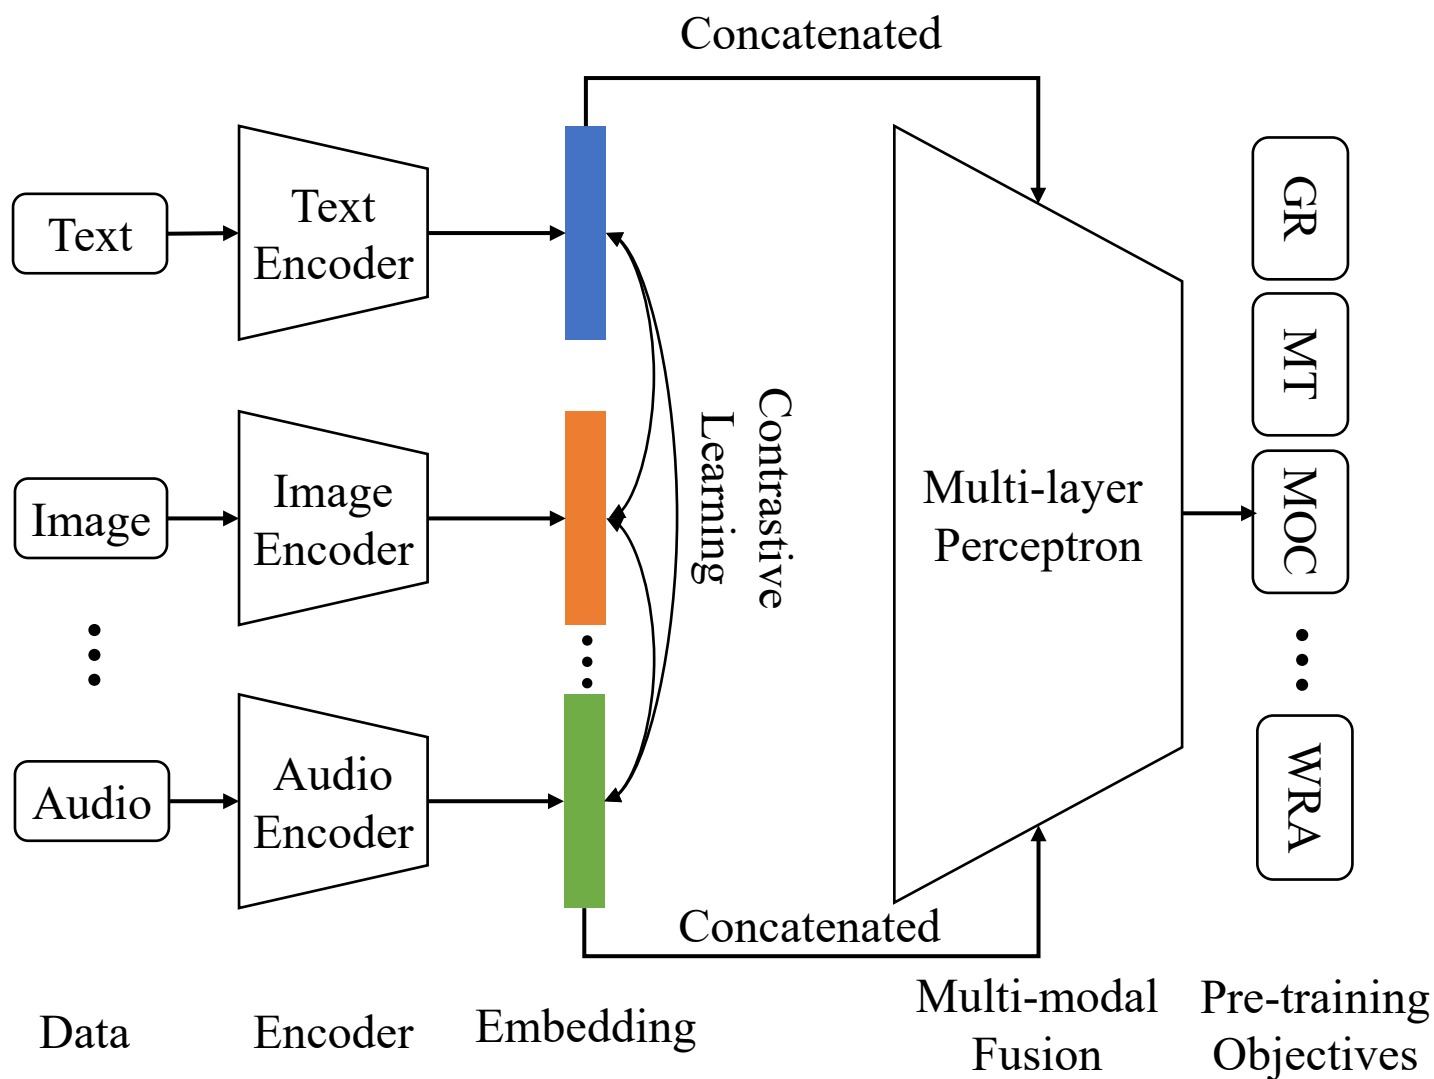 Concatenated
Text
Text
Encoder
GR
MT
Contrastive
Learning
Image
Image
Encoder
Multi-layer
Perceptron
MOC
Audio
Audio
Encoder
WRA
Concatenated
Data
Encoder
Embedding
Multi-modal
Fusion
Pre-training
Objectives